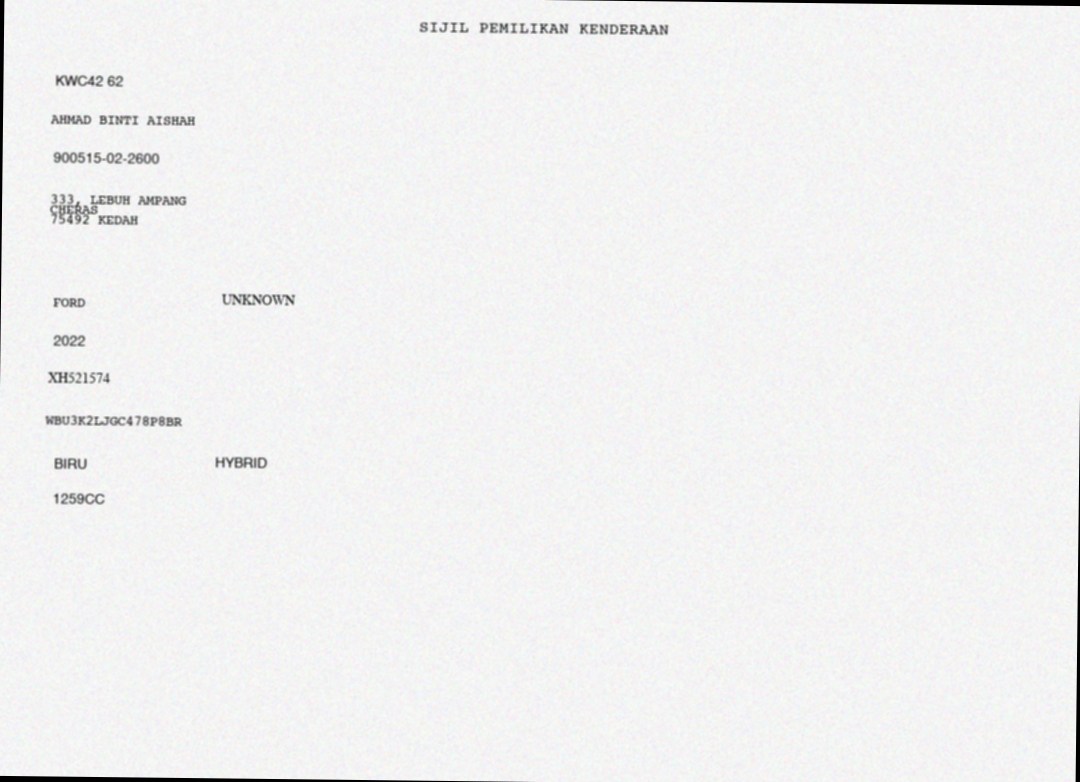 SIJIL PEMILIKAN KENDERAAN
KWC42 62
AHMAD BINTI AISHAH
900515-02-2600
333, LEBUH AMPANG
CHERAS
75492 KEDAH
FORD UNKNOWN
2022
XH521574
WBU3K2LJGC478P8BR
BIRU HYBRID
1259CC